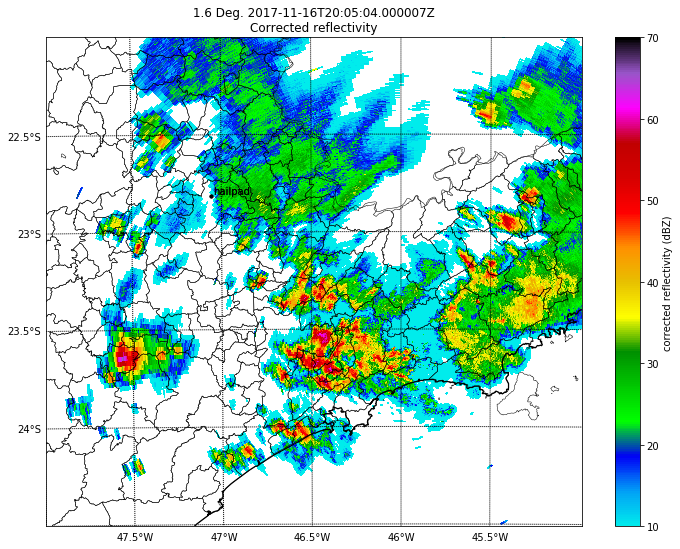 1.6 Deg. 2017-11-16T20:05:04.000007Z
Corrected reflectivity
22.5°S
23°S
23.5°S
24°S
47.5°W
47°W
46.5°W
46°W
45.5°W
hailpad
70
60
50
40
30
20
10
corrected reflectivity (dBZ)